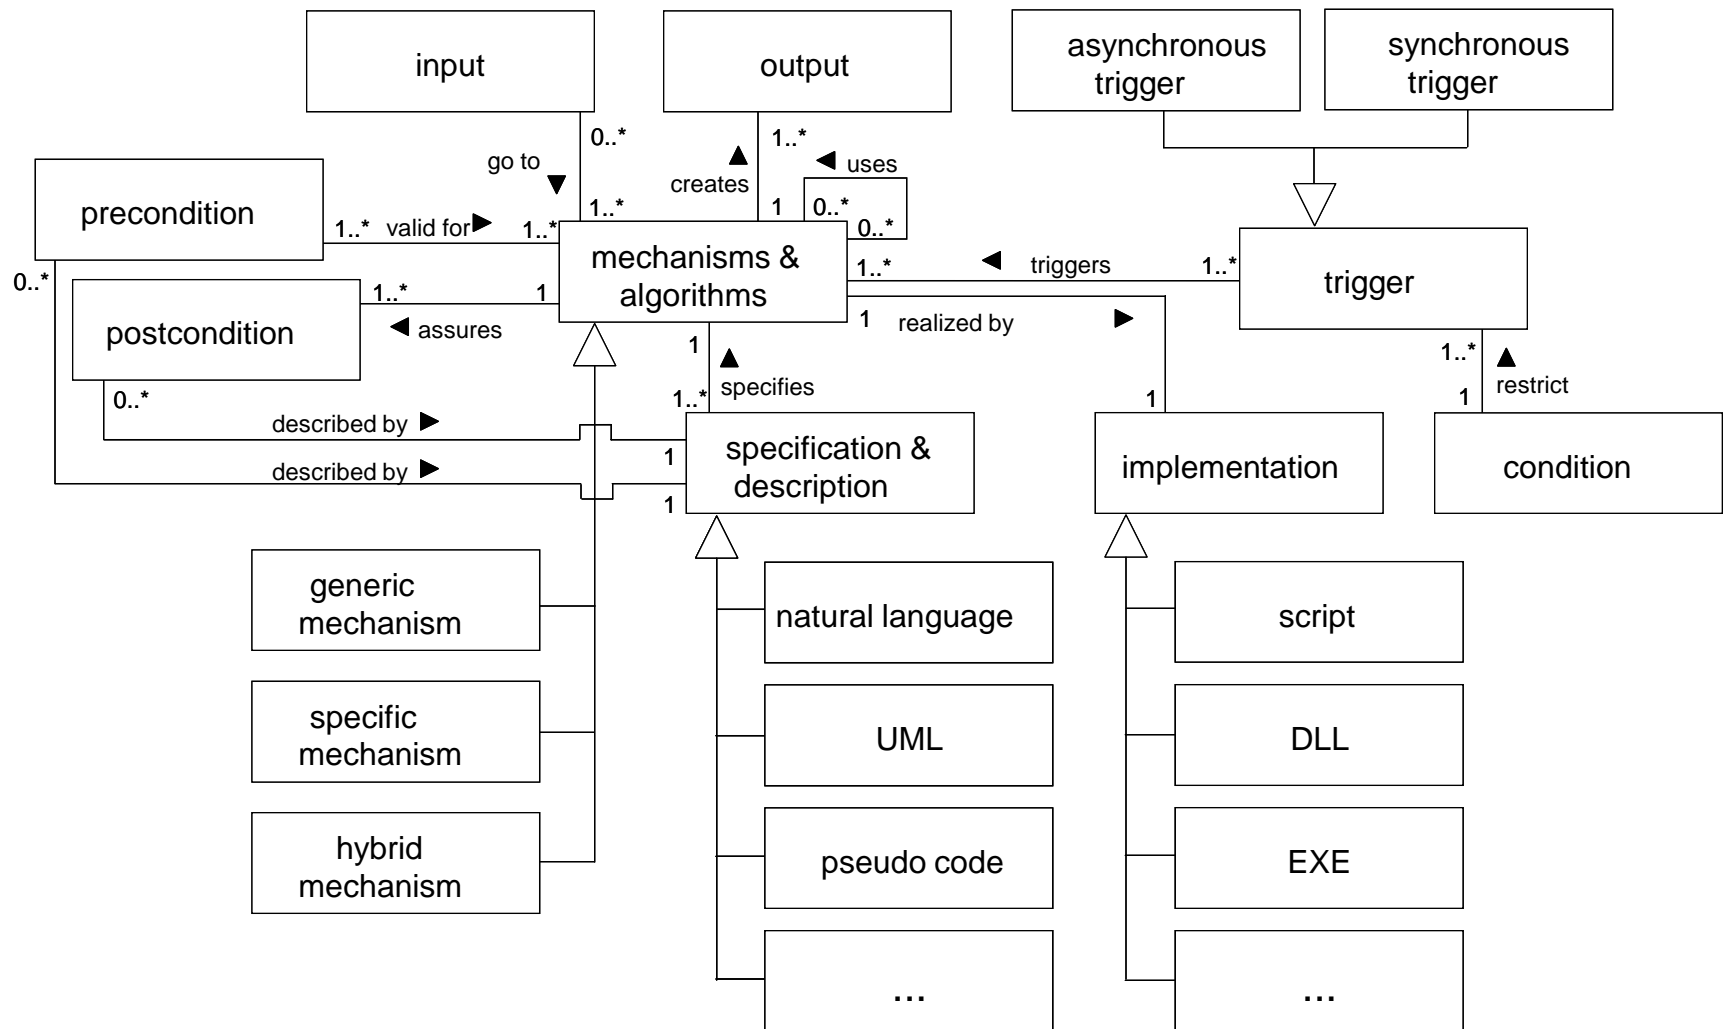 input
output
asynchronous
trigger
synchronous
trigger
0..*
1..*
go to
creates
uses
precondition
1..*
1
0..*
0..*
1..*
valid for
1..*
mechanisms &
algorithms
1..*
triggers
1..*
trigger
0..*
postcondition
1..*
1
assures
1
realized by
1
specifies
1..*
restrict
0..*
1..*
1
1
described by
1
specification &
description
described by
1
implementation
condition
generic
mechanism
natural language
script
specific
mechanism
UML
DLL
hybrid
mechanism
pseudo code
EXE
...
...